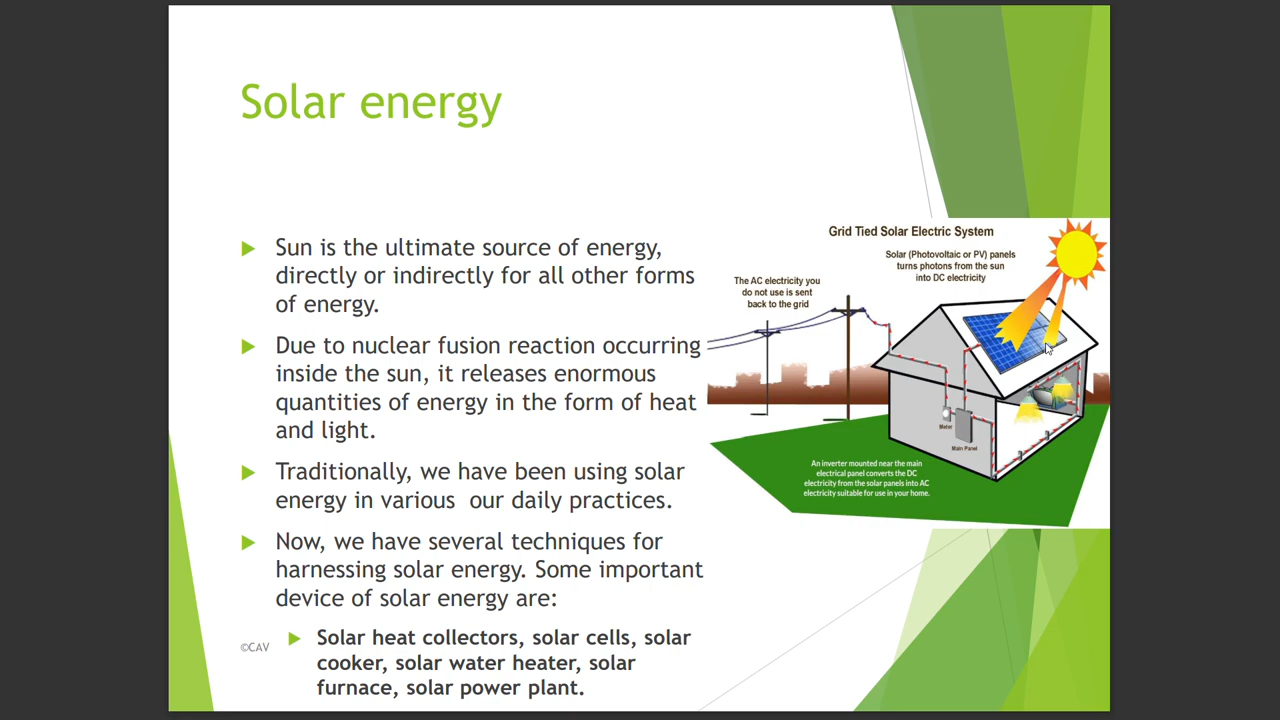 Solar energy
Sun is the ultimate source of energy,
directly or indirectly for all other forms
of energy.
Due to nuclear fusion reaction occurring
inside the sun, it releases enormous
quantities of energy in the form of heat
and light.
Traditionally, we have been using solar
energy in various  our daily practices.
Now, we have several techniques for
harnessing solar energy. Some important
device of solar energy are:
Solar heat collectors, solar cells, solar
cooker, solar water heater, solar
furnace, solar power plant.
©CAV
Grid Tied Solar Electric System
Solar (Photovoltaic or PV) panels
turns photons from the sun
into DC electricity
The AC electricity you
do not use is sent
back to the grid
Meter
Main Panel
An inverter mounted near the main
electrical panel converts the DC
electricity from the solar panels into AC
electricity suitable for use in your home.